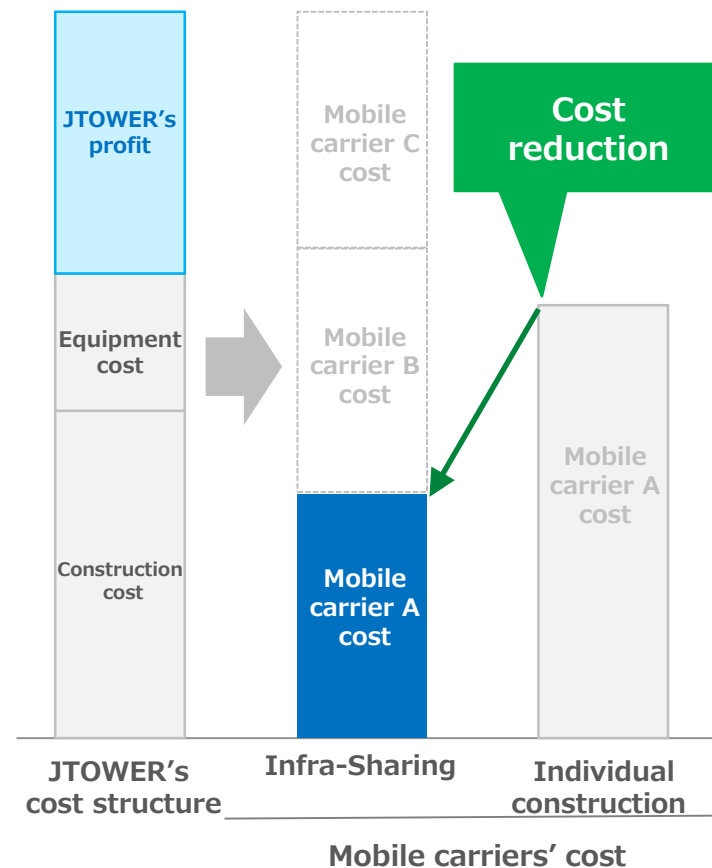 JTOWER’s
profit
Equipment
cost
Construction
cost
Mobile
carrier C
cost
Mobile
carrier B
cost
Mobile
carrier A
cost
Cost
reduction
Mobile
carrier A
cost
JTOWER’s
cost structure
Infra-Sharing
Individual
construction
Mobile carriers’ cost